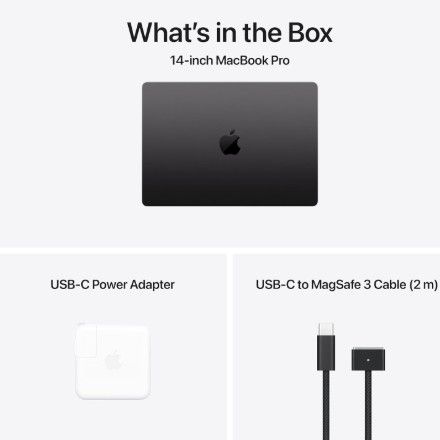 What’s in the Box
14-inch MacBook Pro
USB-C Power Adapter
USB-C to MagSafe 3 Cable (2 m)